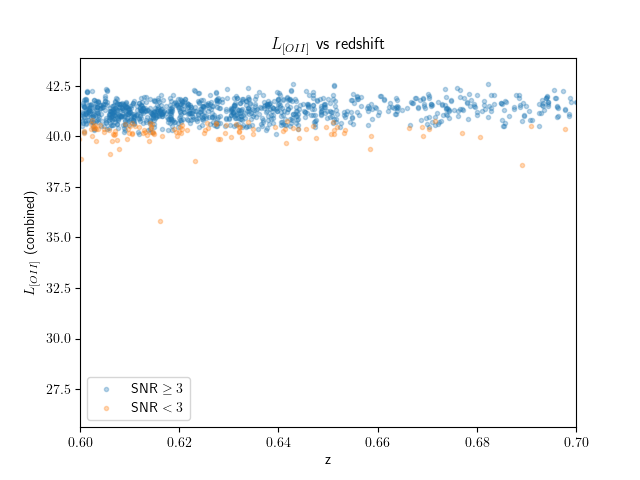 L[OII] vs redshift
42.5
40.0
37.5
35.0
32.5
30.0
27.5
L[OII] (combined)
SNR ≥ 3
SNR < 3
0.60 0.62 0.64 0.66 0.68 0.70
z